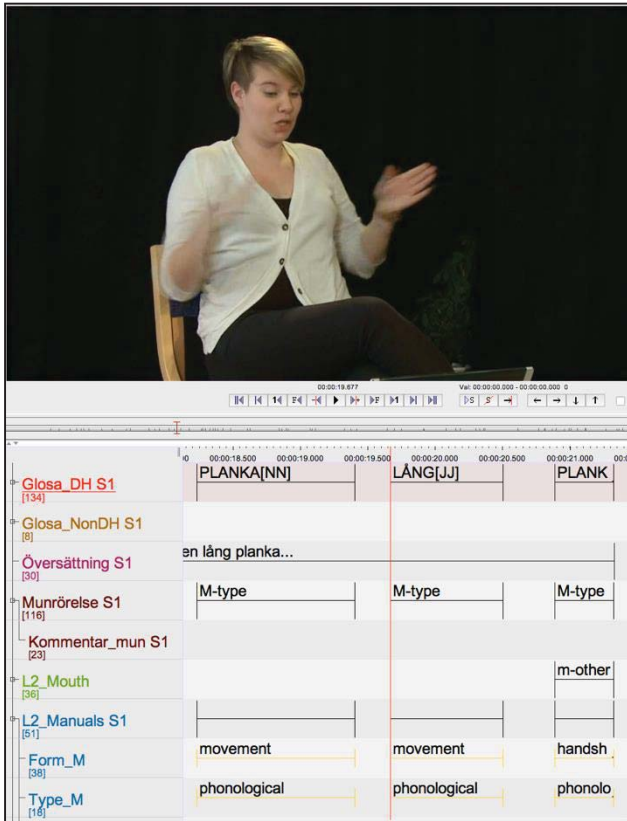 00:00:19.677 Val: 00:00:00.000 - 00:00:00.000 0
00:00:18.500 00:00:19.000 00:00:19.500 00:00:20.000 00:00:20.500 00:00:21.000
Glosa_DH S1 PLANKA[NN] LÅNG[JJ] PLANK
[134]
Glosa_NonDH S1
[8]
Översättning S1 en lång planka...
[30]
Munrörelse S1 M-type M-type M-type
[116]
Kommentar_mun S1
[23]
L2_Mouth m-other
[36]
L2_Manuals S1
[51]
Form_M movement movement handsh
[38]
Type_M phonological phonological phonolo
[18]